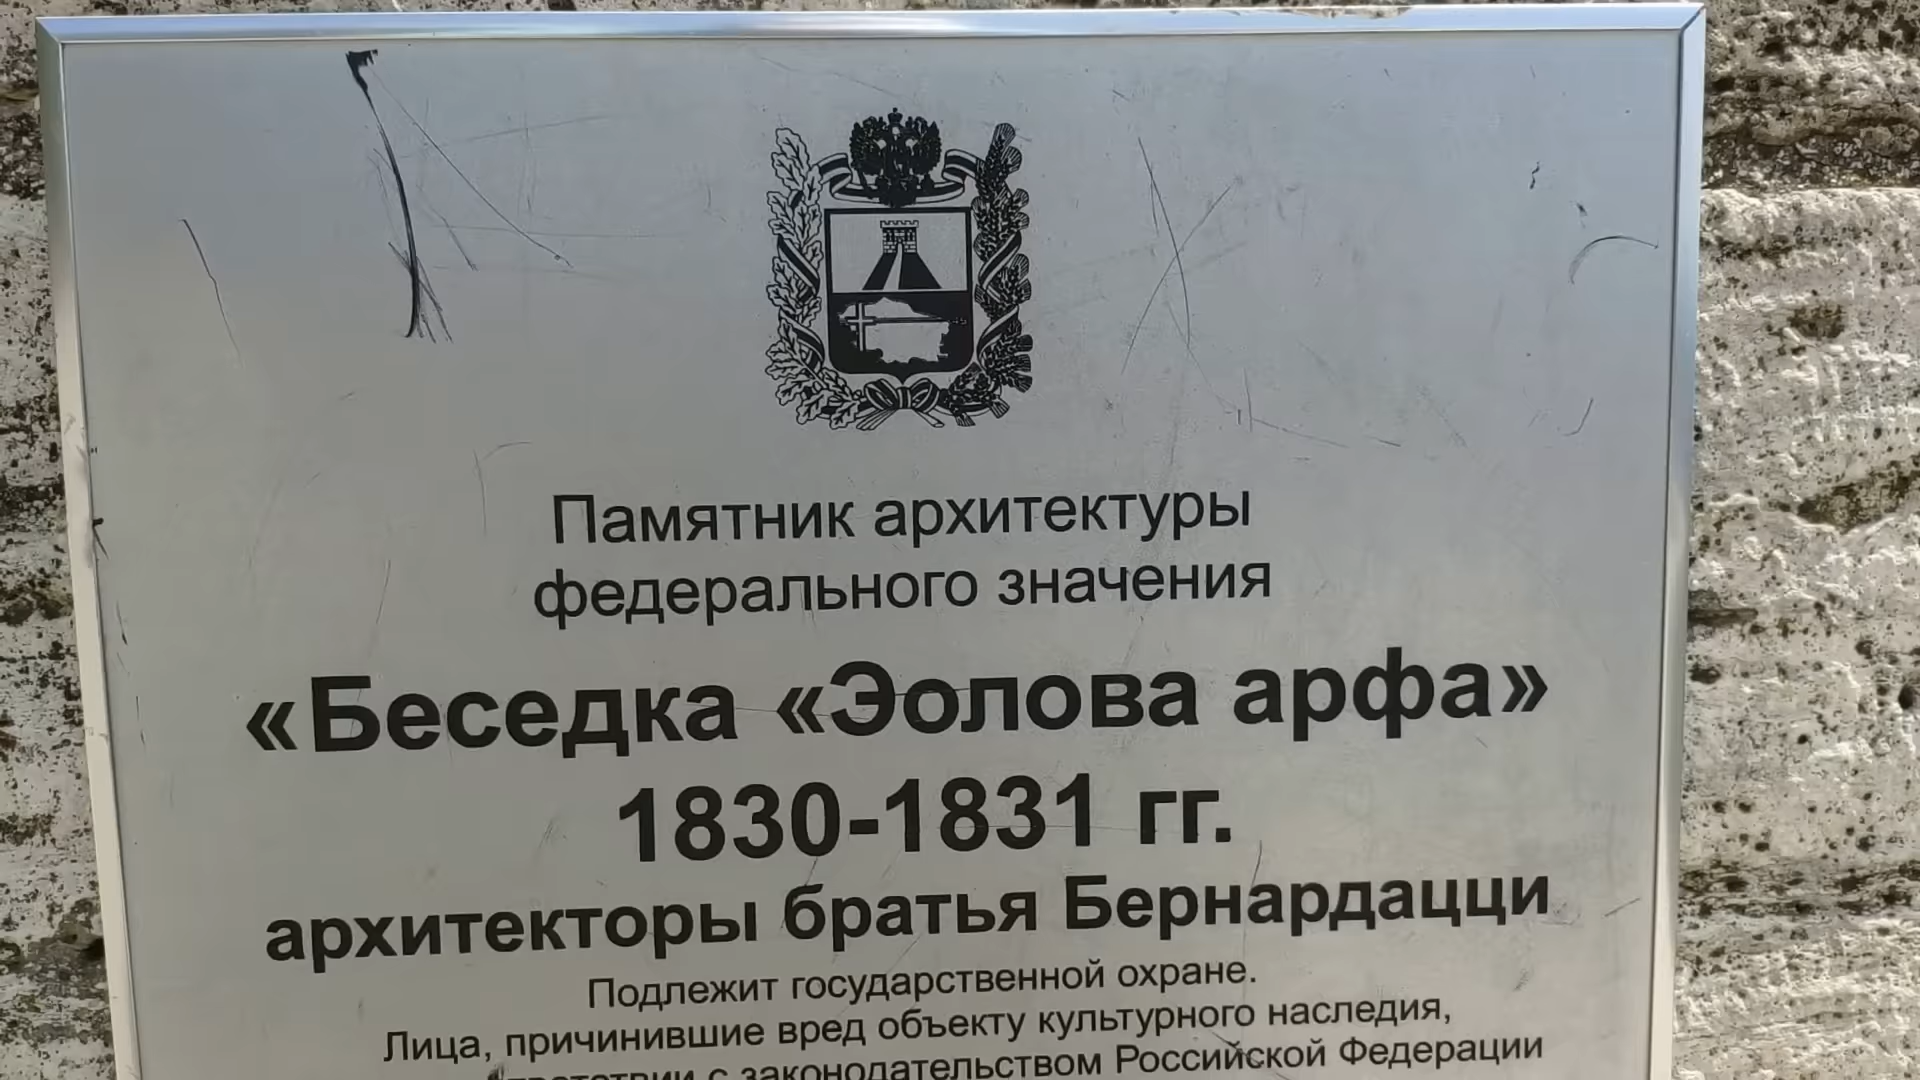 Памятник архитектуры
федерального значения
«Беседка «Эолова арфа»
1830-1831 гг.
архитекторы братья Бернардацци
Подлежит государственной охране.
Лица, причинившие вред объекту культурного наследия,
с законодательством Российской Федерации